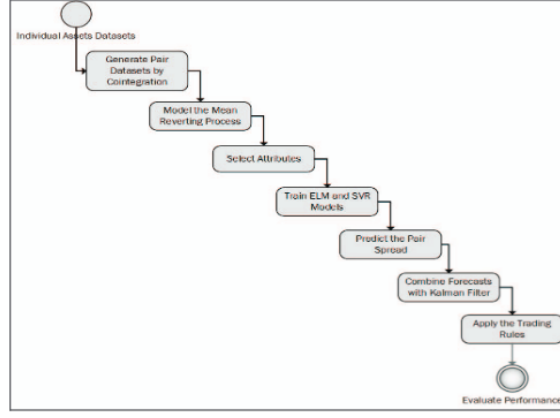 Individual Assets Datasets
Generate Pair
Datasets by
Cointegration
Model the Mean
Reverting Process
Select Attributes
Train ELM and SVR
Models
Predict the Pair
Spread
Combine Forecasts
with Kalman Filter
Apply the Trading
Rules
Evaluate Performance